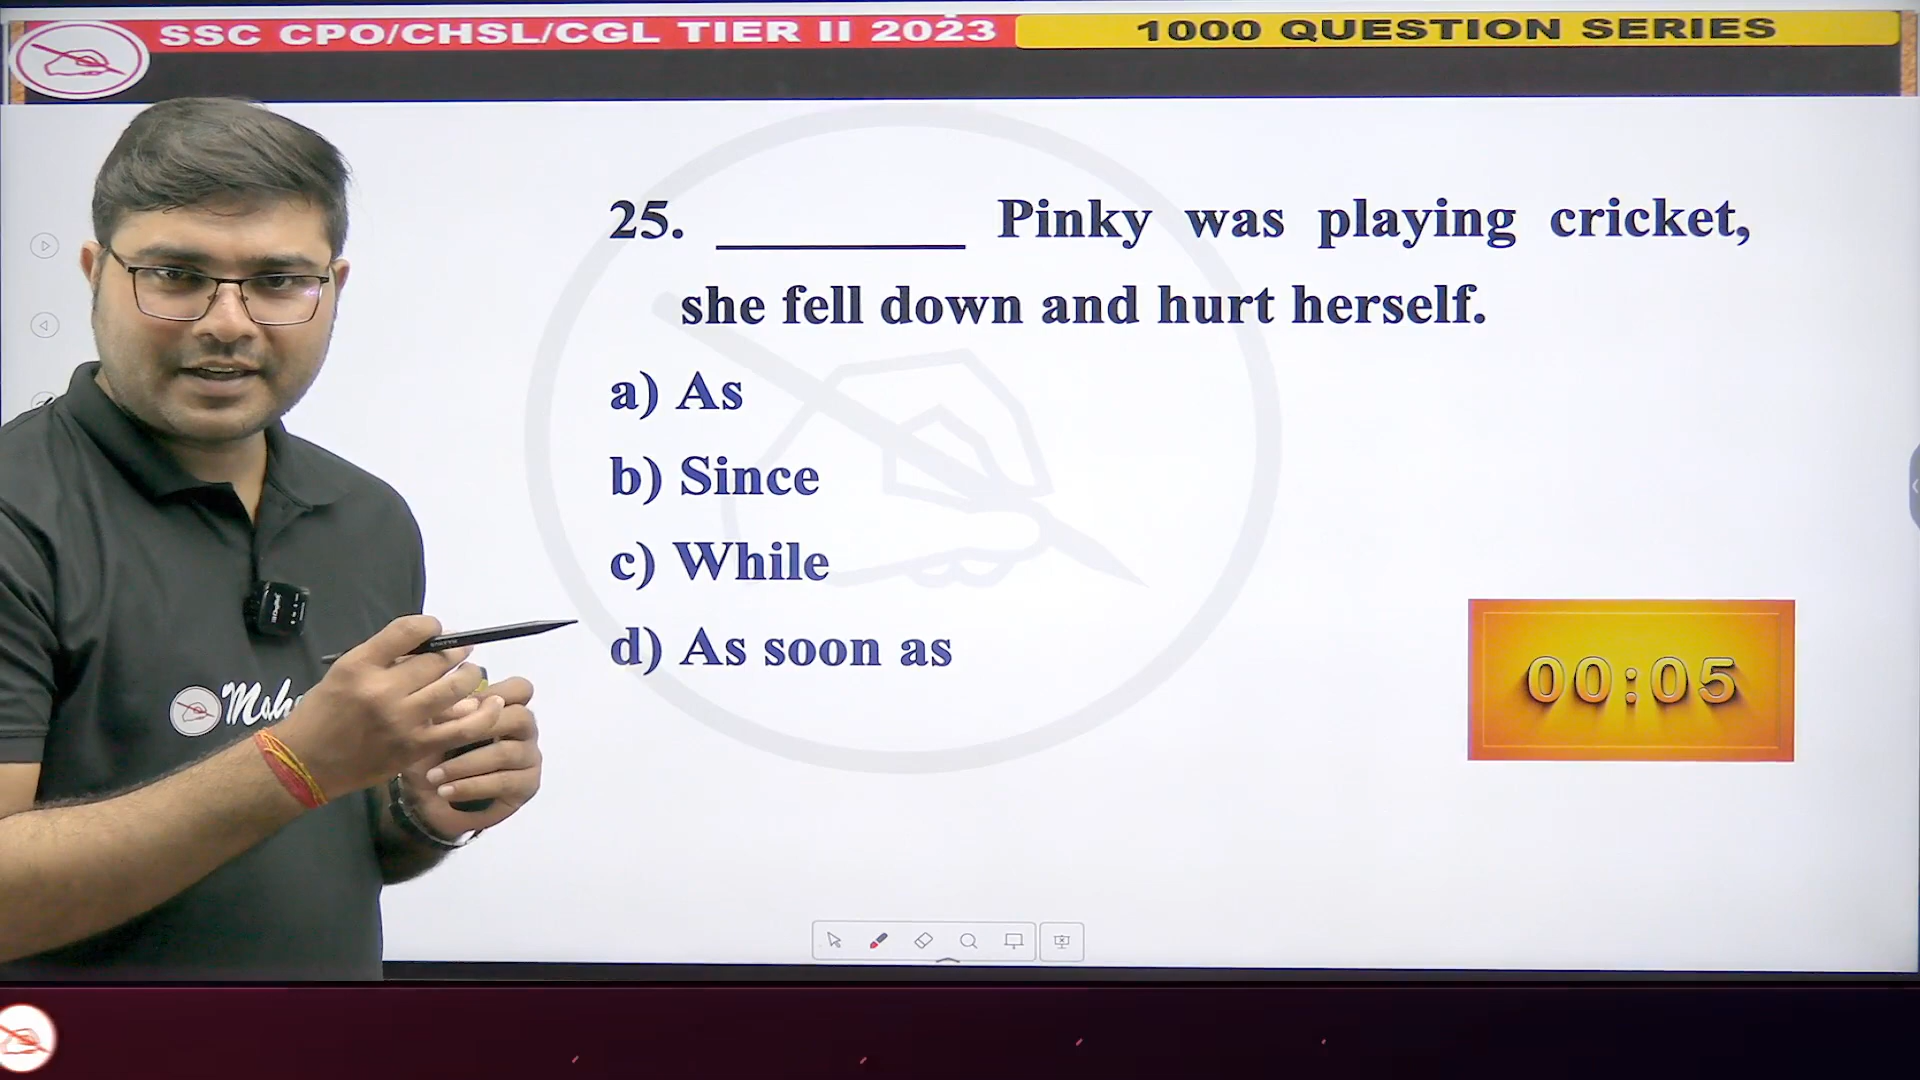 SSC CPO/CHSL/CGL TIER II 2023
1000 QUESTION SERIES
25. __________ Pinky was playing cricket,
she fell down and hurt herself.
a) As
b) Since
c) While
d) As soon as
00:05